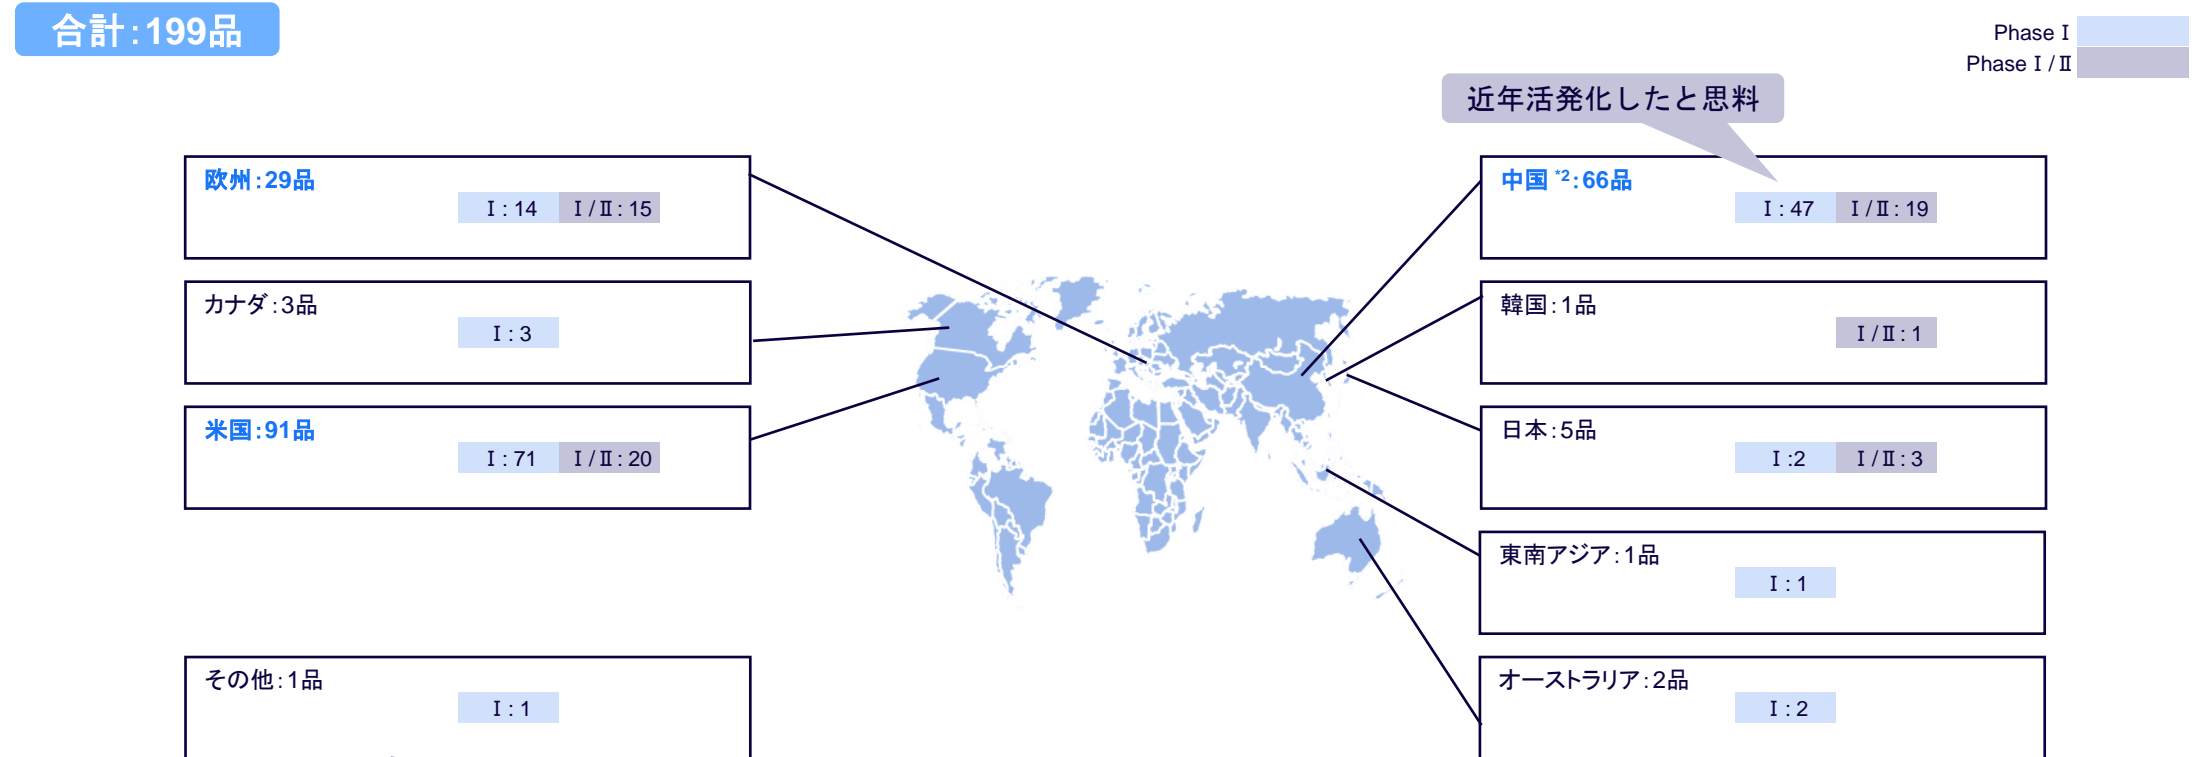 合計:199品
Phase Ⅰ
Phase Ⅰ/Ⅱ
近年活発化したと思料
欧州:29品
Ⅰ: 14 Ⅰ/Ⅱ: 15
カナダ:3品
Ⅰ: 3
米国:91品
Ⅰ: 71 Ⅰ/Ⅱ: 20
その他:1品
Ⅰ: 1
中国 *2:66品
Ⅰ: 47 Ⅰ/Ⅱ: 19
韓国:1品
Ⅰ/Ⅱ: 1
日本:5品
Ⅰ:2 Ⅰ/Ⅱ: 3
東南アジア:1品
Ⅰ: 1
オーストラリア:2品
Ⅰ: 2